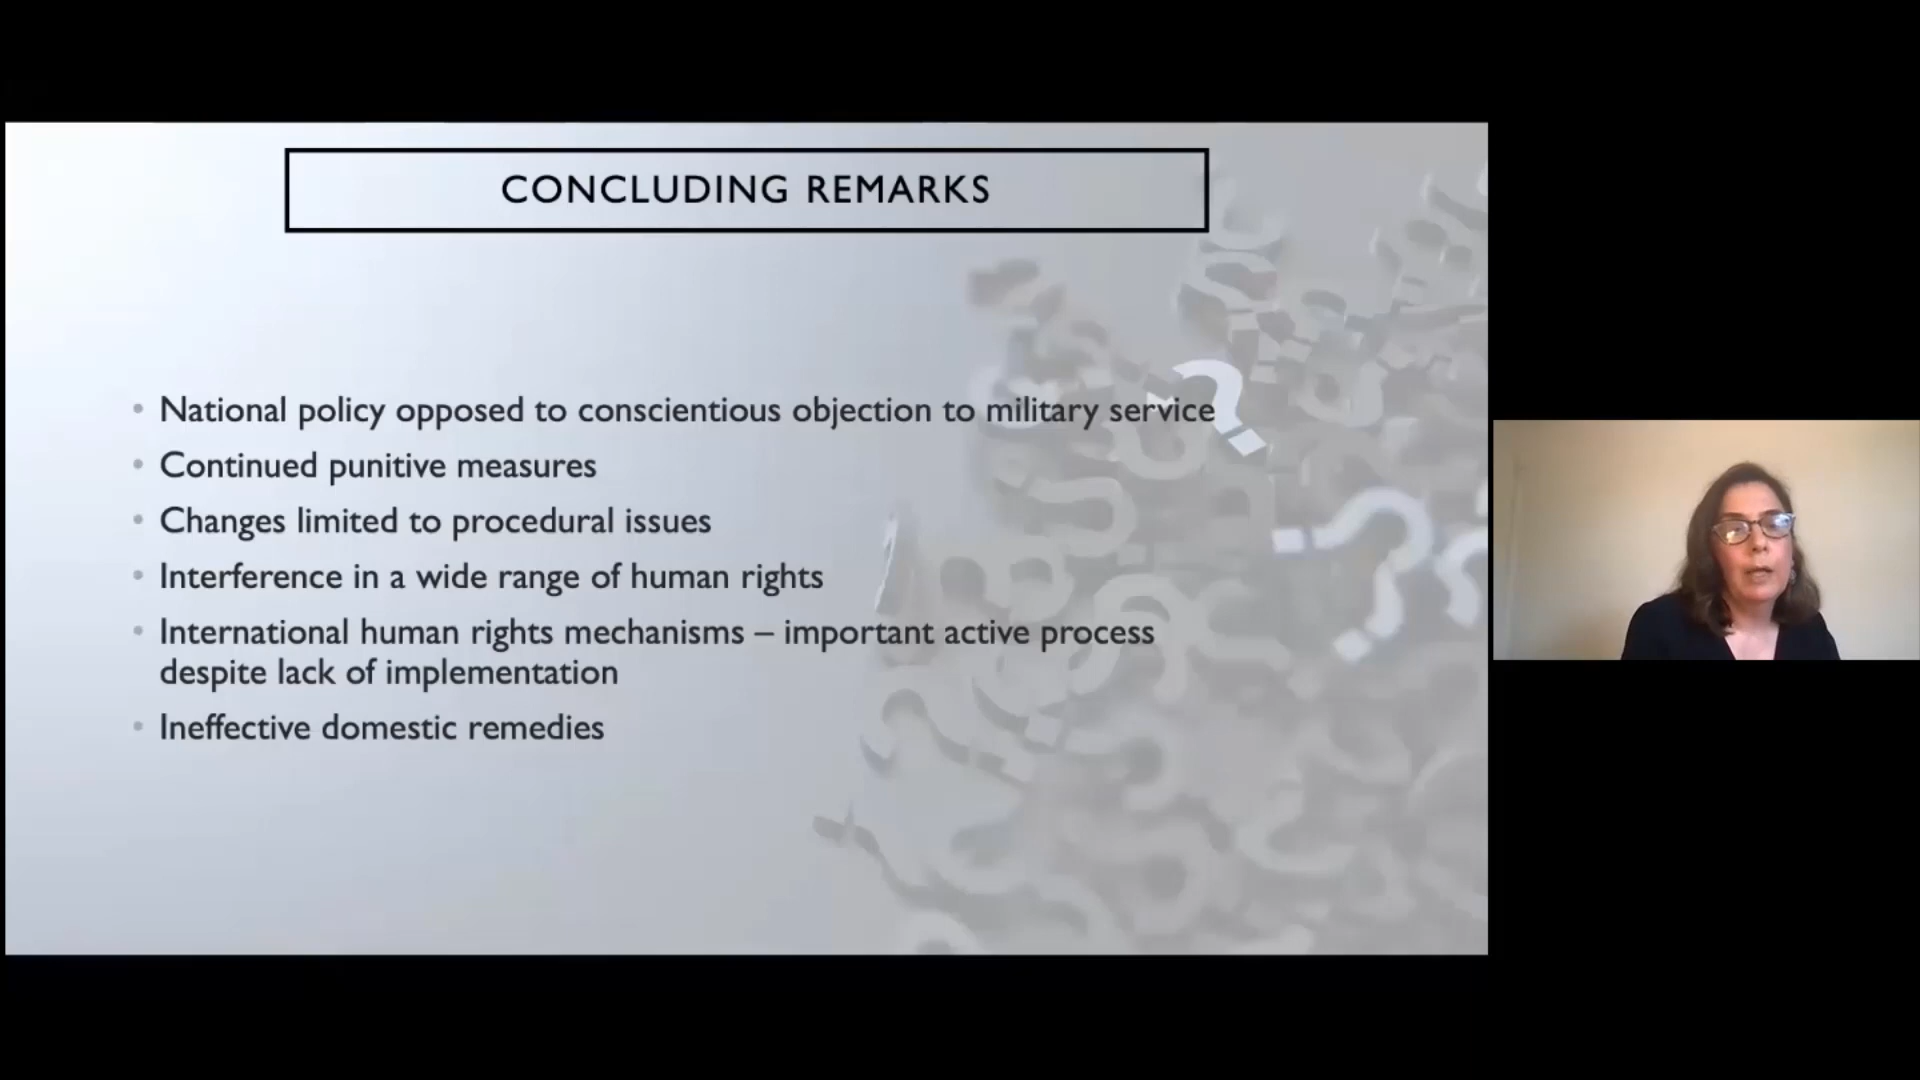 CONCLUDING REMARKS
• National policy opposed to conscientious objection to military service
• Continued punitive measures
• Changes limited to procedural issues
• Interference in a wide range of human rights
• International human rights mechanisms – important active process
despite lack of implementation
• Ineffective domestic remedies